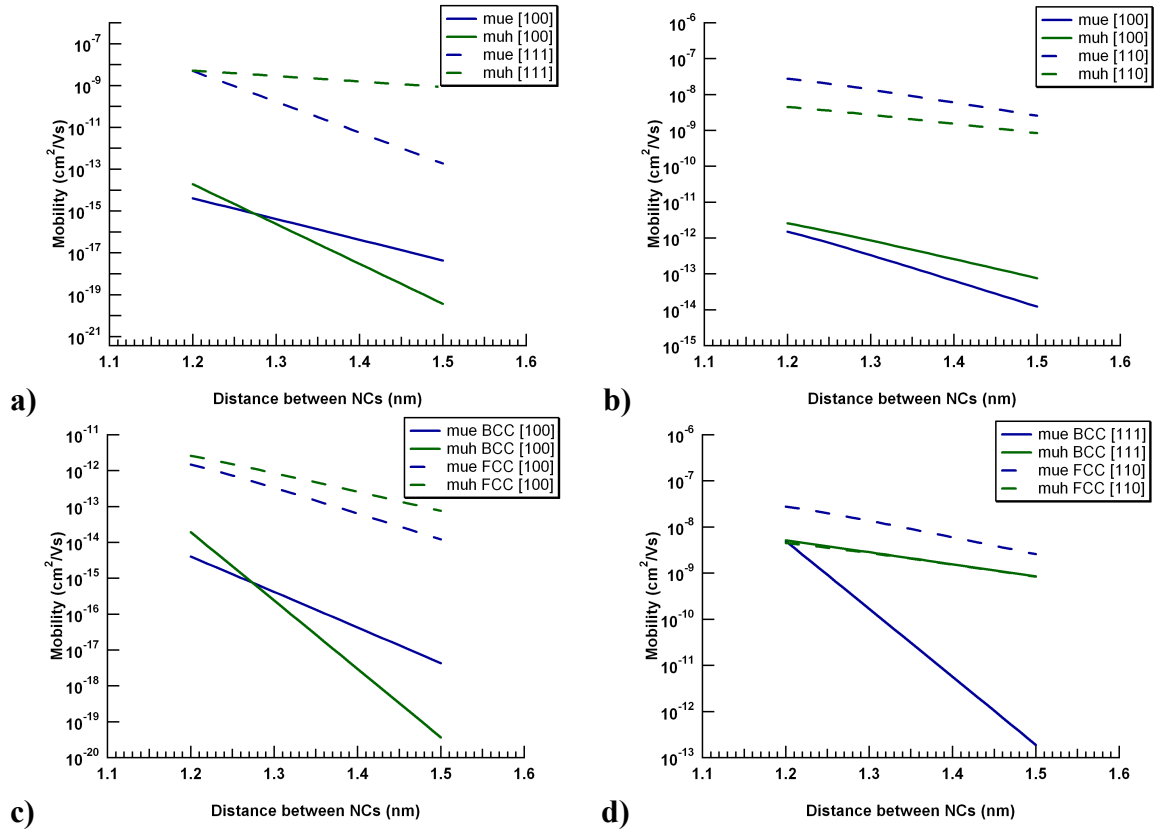 mue [100]
muh [100]
mue [111]
muh [111]
10-7
10-9
10-11
10-13
10-15
10-17
10-19
10-21
Mobility (cm2/Vs)
1.1 1.2 1.3 1.4 1.5 1.6
Distance between NCs (nm)
a)
mue [100]
muh [100]
mue [110]
muh [110]
10-6
10-7
10-8
10-9
10-10
10-11
10-12
10-13
10-14
10-15
Mobility (cm2/Vs)
1.1 1.2 1.3 1.4 1.5 1.6
Distance between NCs (nm)
b)
mue BCC [100]
muh BCC [100]
mue FCC [100]
muh FCC [100]
10-11
10-12
10-13
10-14
10-15
10-16
10-17
10-18
10-19
10-20
Mobility (cm2/Vs)
1.1 1.2 1.3 1.4 1.5 1.6
Distance between NCs (nm)
c)
mue BCC [111]
muh BCC [111]
mue FCC [110]
muh FCC [110]
10-6
10-7
10-8
10-9
10-10
10-11
10-12
10-13
Mobility (cm2/Vs)
1.1 1.2 1.3 1.4 1.5 1.6
Distance between NCs (nm)
d)